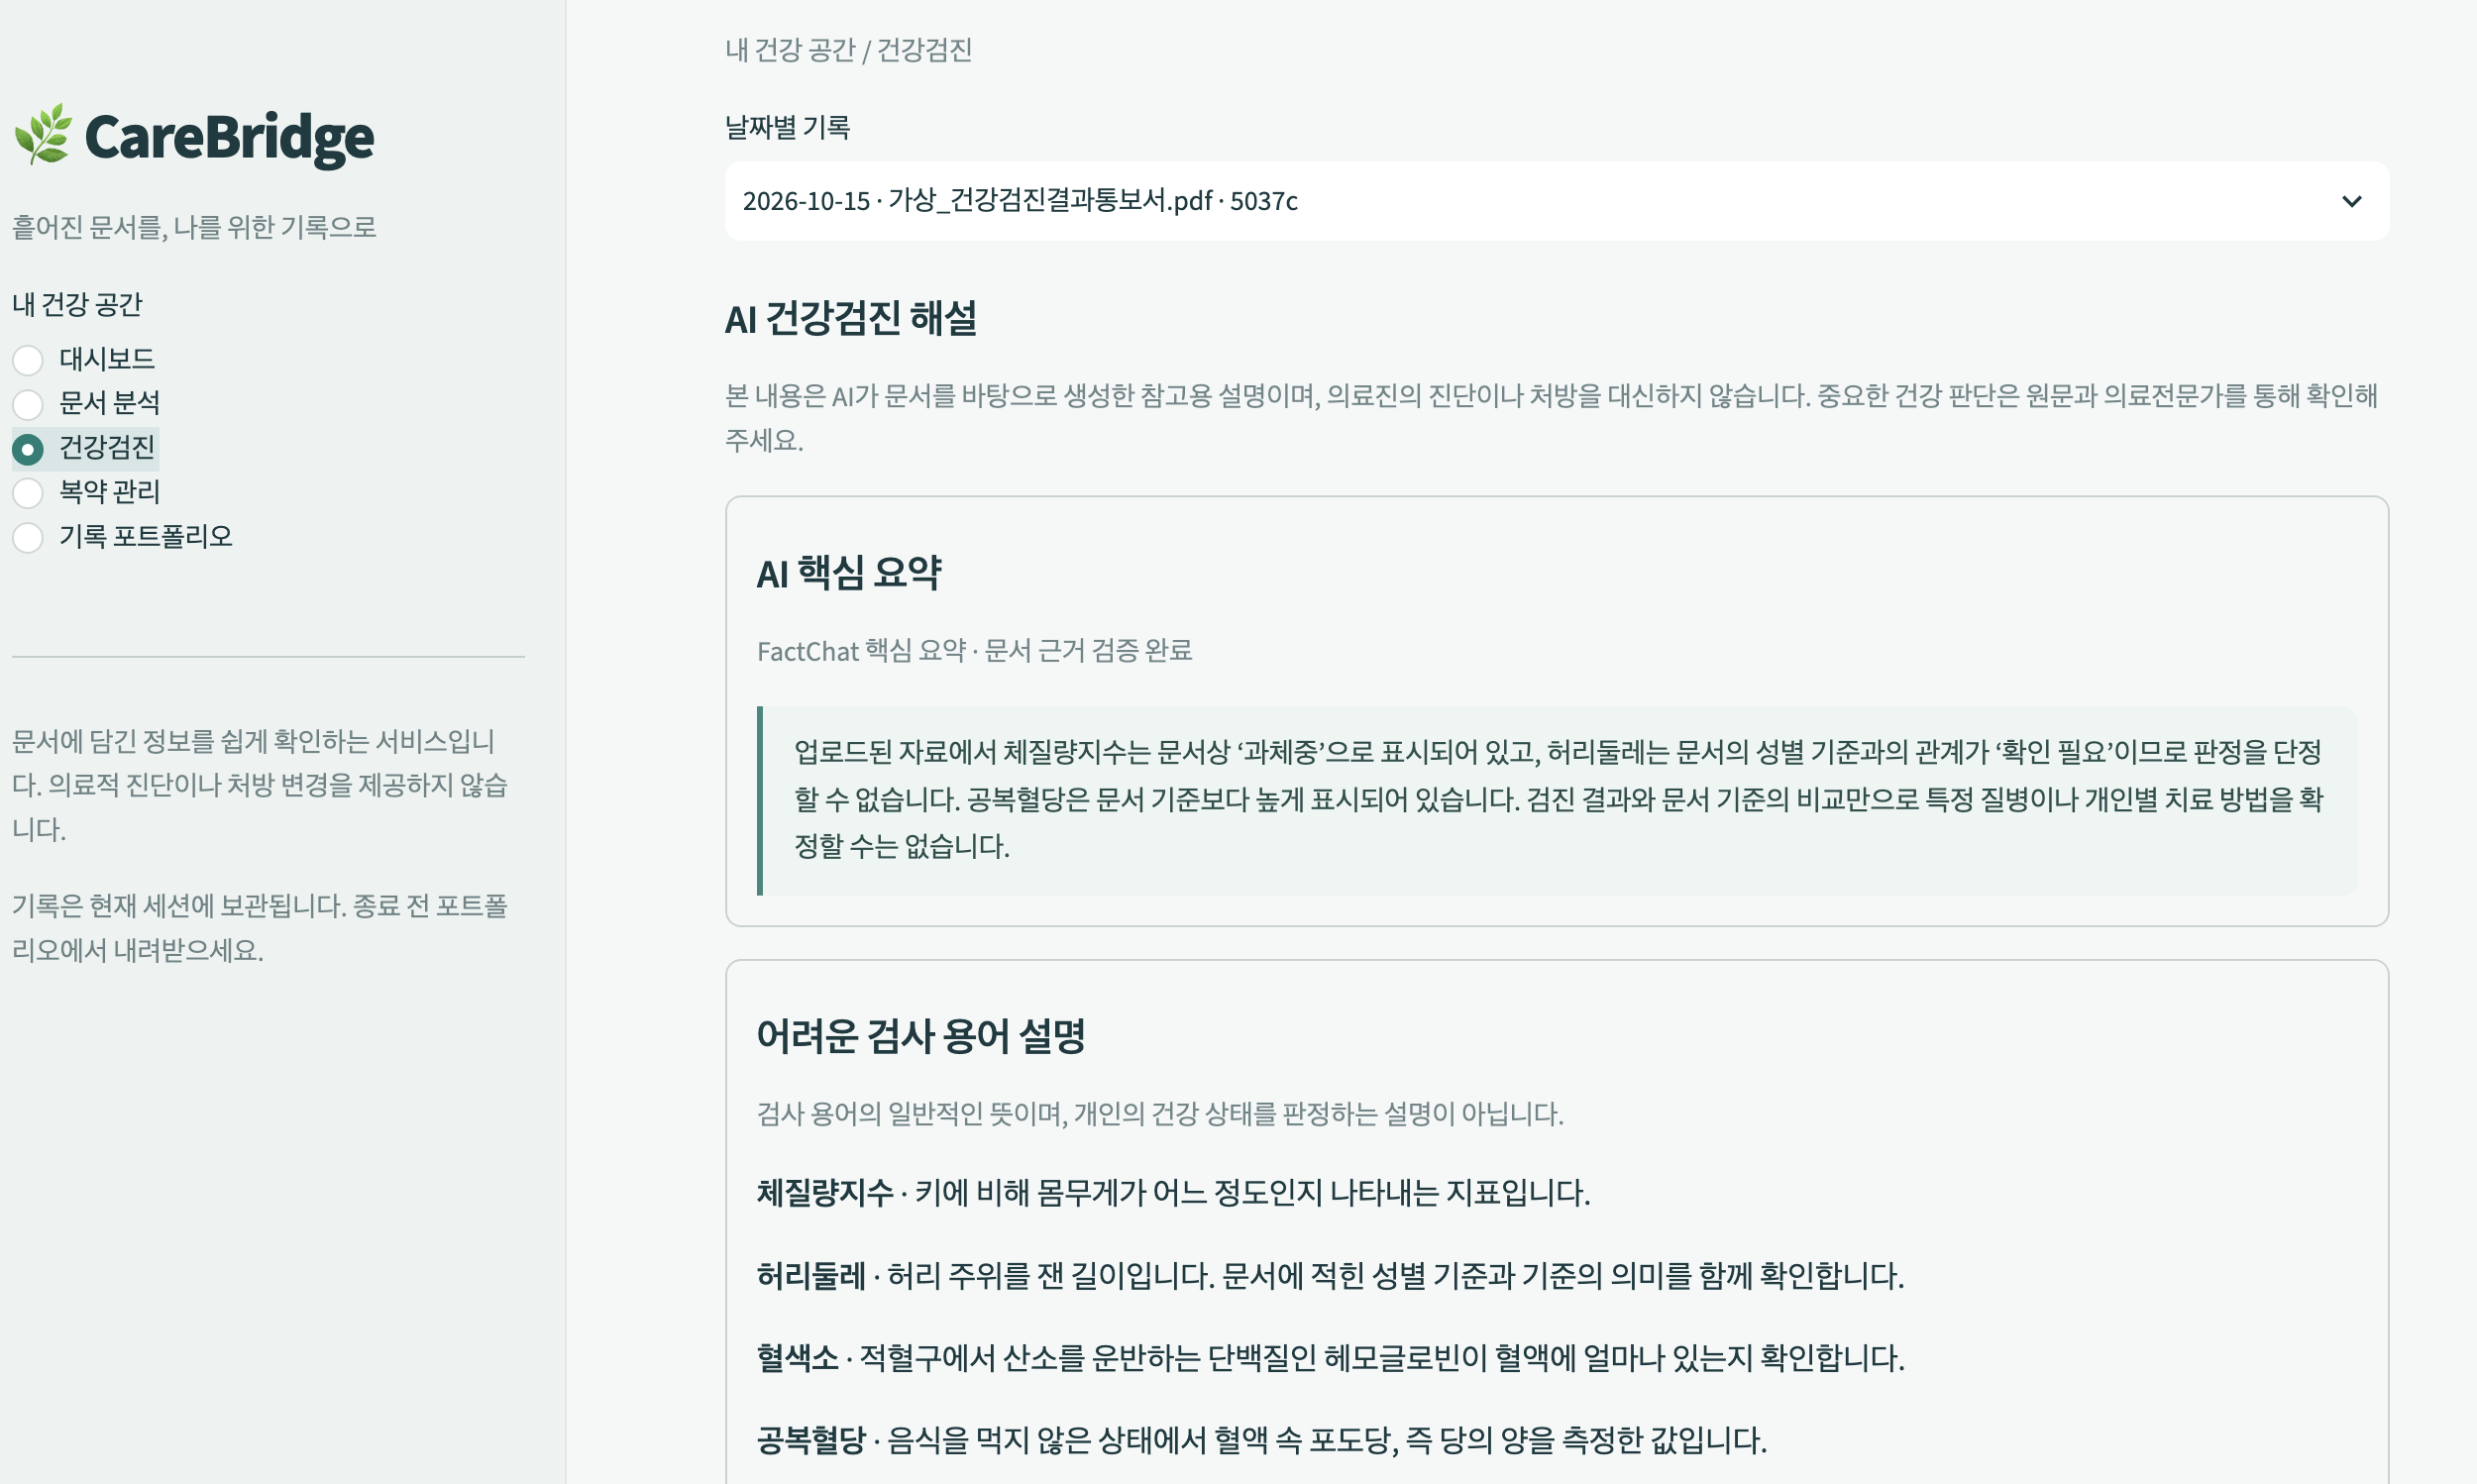 CareBridge
흩어진 문서를, 나를 위한 기록으로
내 건강 공간
대시보드
문서 분석
건강검진
복약 관리
기록 포트폴리오
문서에 담긴 정보를 쉽게 확인하는 서비스입니
다. 의료적 진단이나 처방 변경을 제공하지 않습
니다.
기록은 현재 세션에 보관됩니다. 종료 전 포트폴
리오에서 내려받으세요.
내 건강 공간 / 건강검진
날짜별 기록
2026-10-15 · 가상_건강검진결과통보서.pdf · 5037c
AI 건강검진 해설
본 내용은 AI가 문서를 바탕으로 생성한 참고용 설명이며, 의료진의 진단이나 처방을 대신하지 않습니다. 중요한 건강 판단은 원문과 의료전문가를 통해 확인해
주세요.
AI 핵심 요약
FactChat 핵심 요약 · 문서 근거 검증 완료
업로드된 자료에서 체질량지수는 문서상 ‘과체중’으로 표시되어 있고, 허리둘레는 문서의 성별 기준과의 관계가 ‘확인 필요’이므로 판정을 단정
할 수 없습니다. 공복혈당은 문서 기준보다 높게 표시되어 있습니다. 검진 결과와 문서 기준의 비교만으로 특정 질병이나 개인별 치료 방법을 확
정할 수는 없습니다.
어려운 검사 용어 설명
검사 용어의 일반적인 뜻이며, 개인의 건강 상태를 판정하는 설명이 아닙니다.
체질량지수 · 키에 비해 몸무게가 어느 정도인지 나타내는 지표입니다.
허리둘레 · 허리 주위를 잰 길이입니다. 문서에 적힌 성별 기준과 기준의 의미를 함께 확인합니다.
혈색소 · 적혈구에서 산소를 운반하는 단백질인 헤모글로빈이 혈액에 얼마나 있는지 확인합니다.
공복혈당 · 음식을 먹지 않은 상태에서 혈액 속 포도당, 즉 당의 양을 측정한 값입니다.